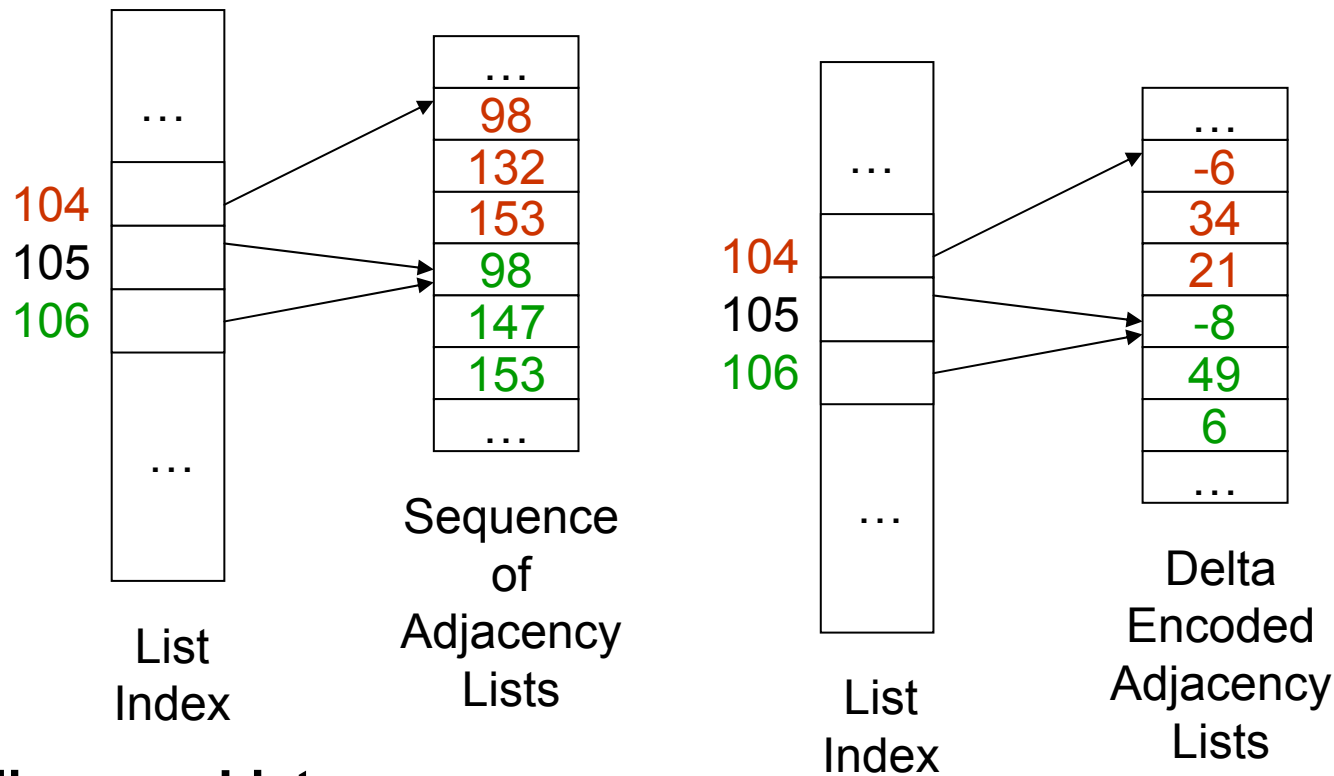 ...
104
105
106
...
List
Index
...
98
132
153
98
147
153
...
Sequence
of
Adjacency
Lists
...
104
105
106
...
List
Index
...
-6
34
21
-8
49
6
...
Delta
Encoded
Adjacency
Lists